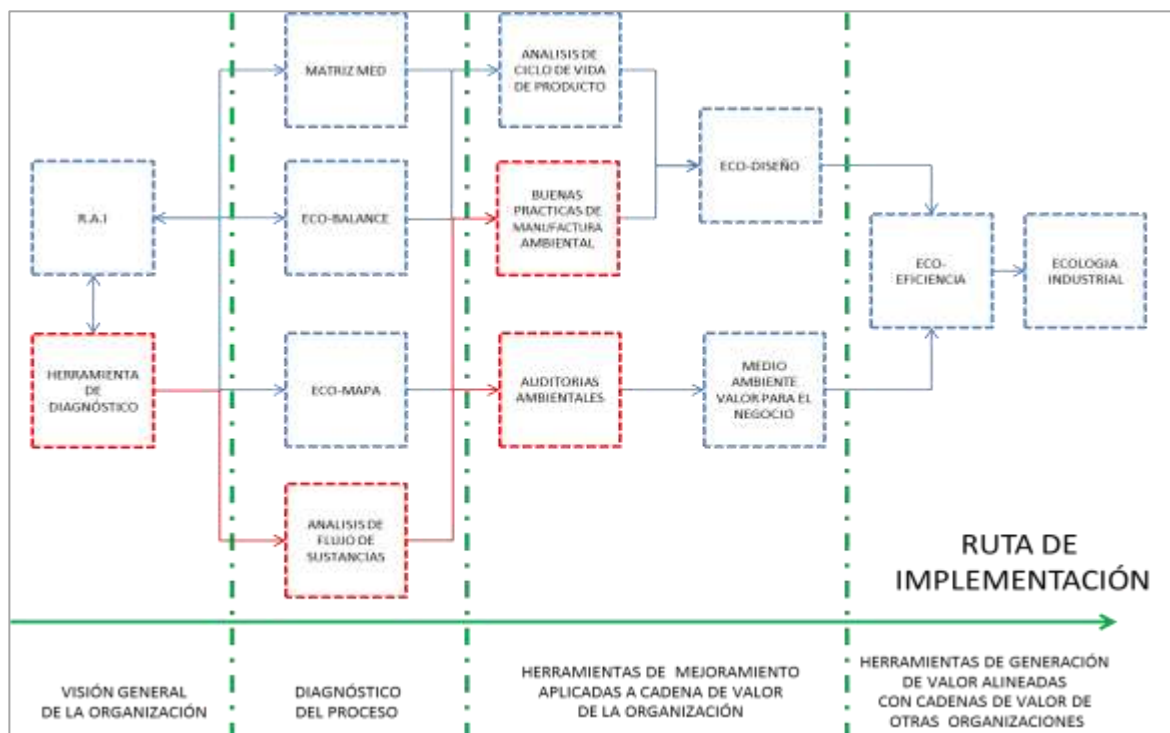 MATRIZ MED
ANALISIS DE
CICLO DE VIDA
DE PRODUCTO
R.A.I
ECO-BALANCE
BUENAS
PRACTICAS DE
MANUFACTURA
AMBIENTAL
ECO-DISEÑO
ECO-
EFICIENCIA
ECOLOGIA
INDUSTRIAL
HERRAMIENTA
DE
DIAGNÓSTICO
ECO-MAPA
AUDITORIAS
AMBIENTALES
MEDIO
AMBIENTE
VALOR PARA EL
NEGOCIO
ANALISIS DE
FLUJO DE
SUSTANCIAS
RUTA DE
IMPLEMENTACIÓN
VISIÓN GENERAL
DE LA ORGANIZACIÓN
DIAGNÓSTICO
DEL PROCESO
HERRAMIENTAS DE MEJORAMIENTO
APLICADAS A CADENA DE VALOR
DE LA ORGANIZACIÓN
HERRAMIENTAS DE GENERACIÓN
DE VALOR ALINEADAS
CON CADENAS DE VALOR DE
OTRAS ORGANIZACIONES